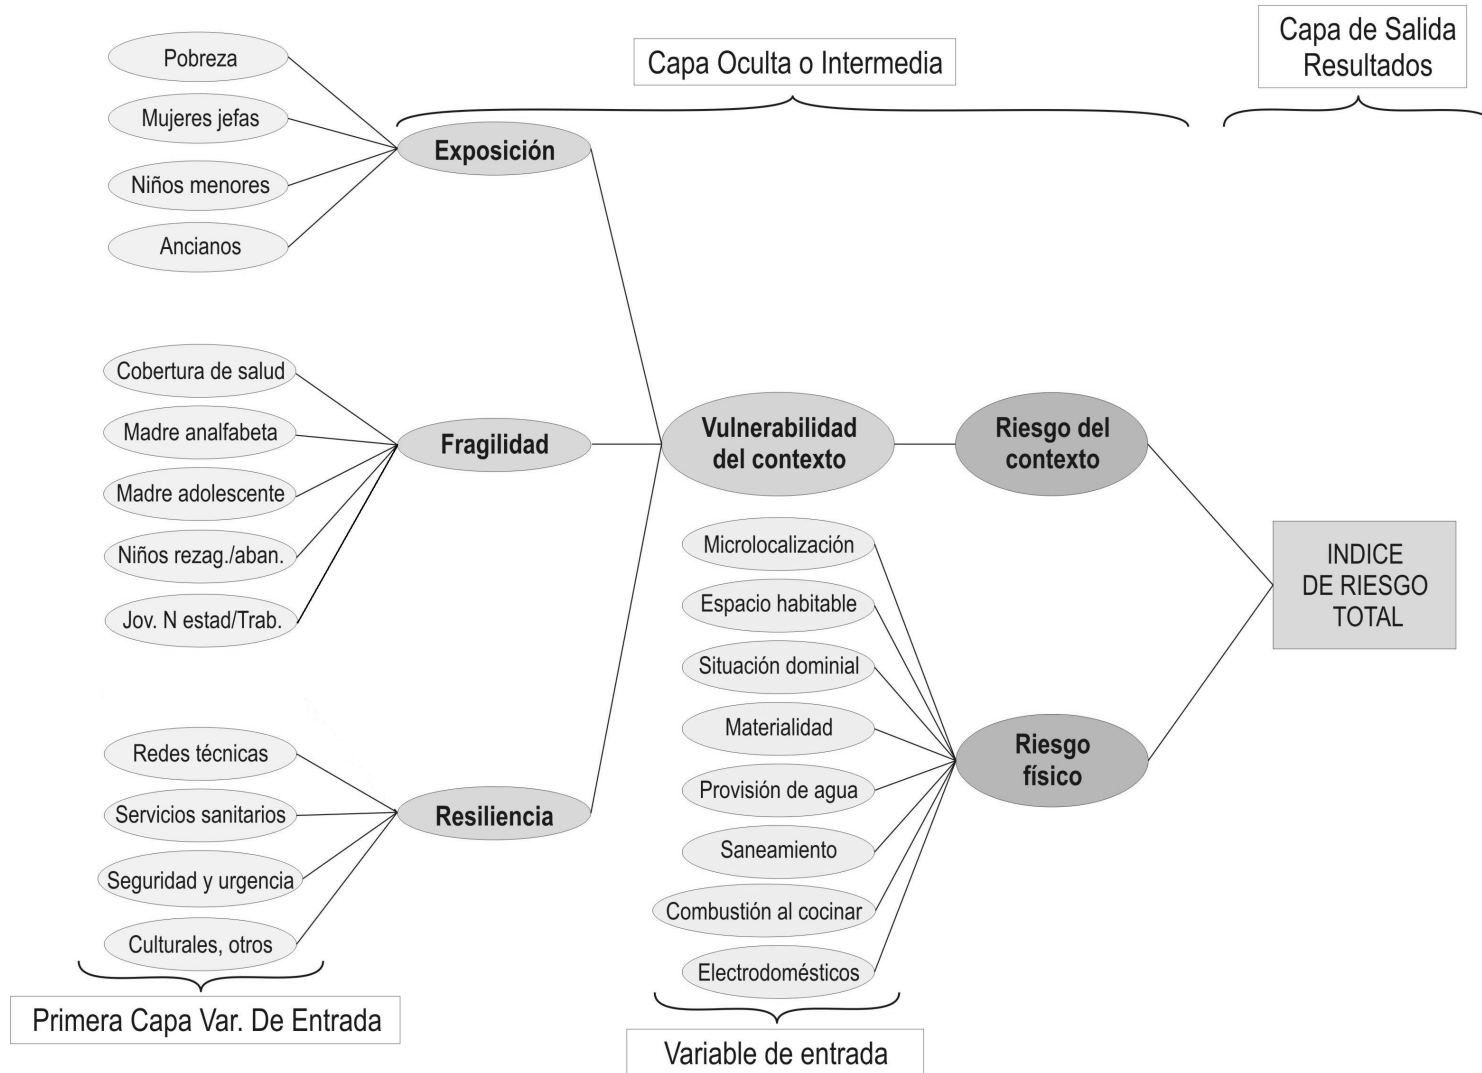 Capa Oculta o Intermedia
Capa de Salida
Resultados
Pobreza
Mujeres jefas
Niños menores
Ancianos
Exposición
Cobertura de salud
Madre analfabeta
Madre adolescente
Niños rezag./aban.
Jov. N estad/Trab.
Fragilidad
Redes técnicas
Servicios sanitarios
Seguridad y urgencia
Culturales, otros
Resiliencia
Primera Capa Var. De Entrada
Vulnerabilidad
del contexto
Riesgo del
contexto
Microlocalización
Espacio habitable
Situación dominial
Materialidad
Provisión de agua
Saneamiento
Combustión al cocinar
Electrodomésticos
Variable de entrada
Riesgo
físico
INDICE
DE RIESGO
TOTAL